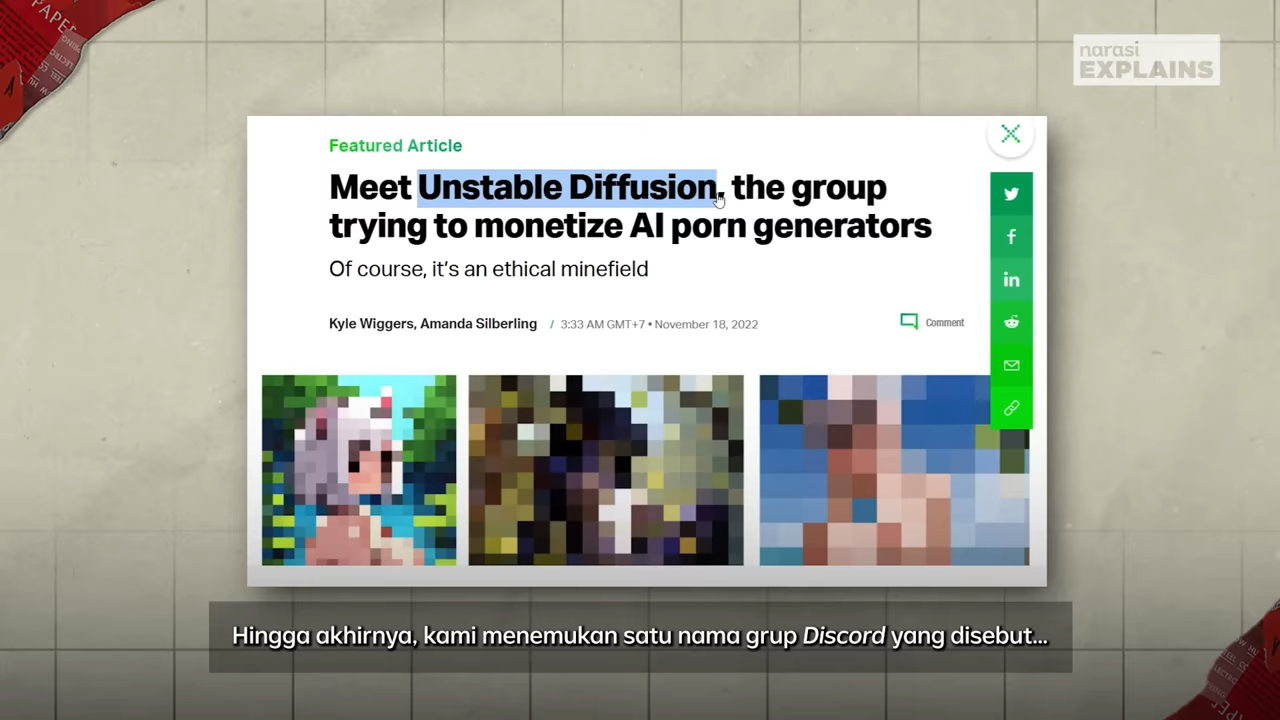 narasi
EXPLAINS
Featured Article
Meet Unstable Diffusion, the group
trying to monetize AI porn generators
Of course, it's an ethical minefield
Kyle Wiggers, Amanda Silberling / 3:33 AM GMT+7 • November 18, 2022
Comment
Hingga akhirnya, kami menemukan satu nama grup Discord yang disebut...